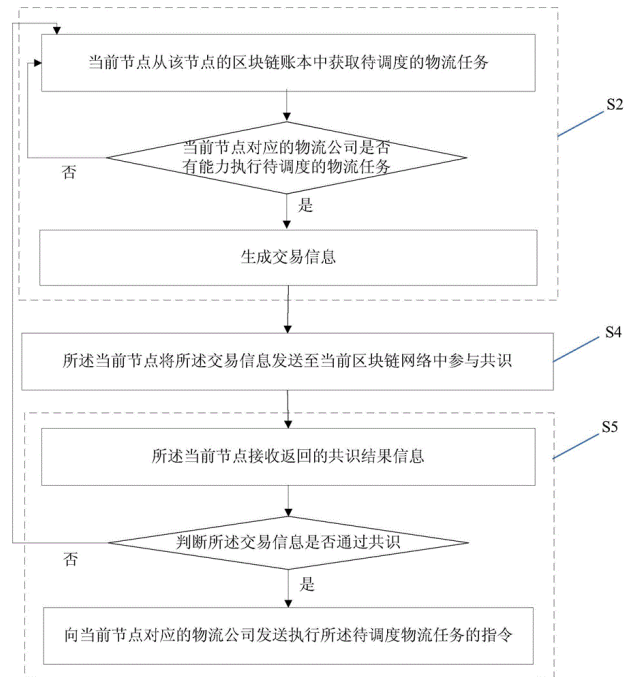 当前节点从该节点的区块链账本中获取待调度的物流任务
S2
当前节点对应的物流公司是否
有能力执行待调度的物流任务
否
是
生成交易信息
S4
所述当前节点将所述交易信息发送至当前区块链网络中参与共识
S5
所述当前节点接收返回的共识结果信息
判断所述交易信息是否通过共识
否
是
向当前节点对应的物流公司发送执行所述待调度物流任务的指令